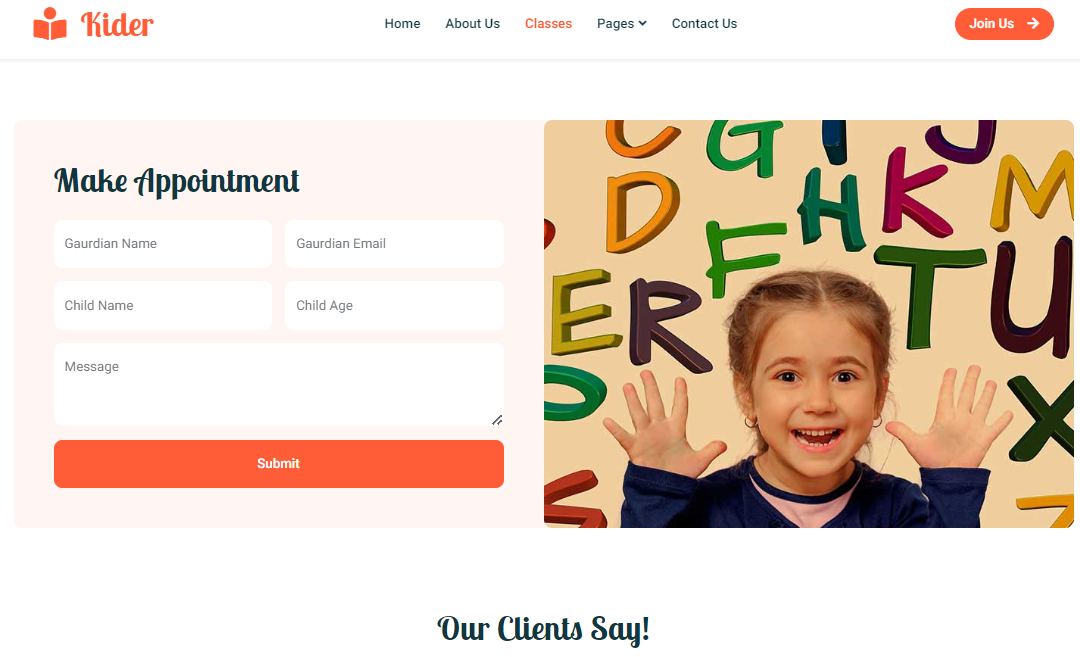 Kider
Home About Us Classes Pages Contact Us
Join Us
Make Appointment
Gaurdian Name Gaurdian Email
Child Name Child Age
Message
Submit
C G I J
D H K M
F
E R T U
X
Our Clients Say!